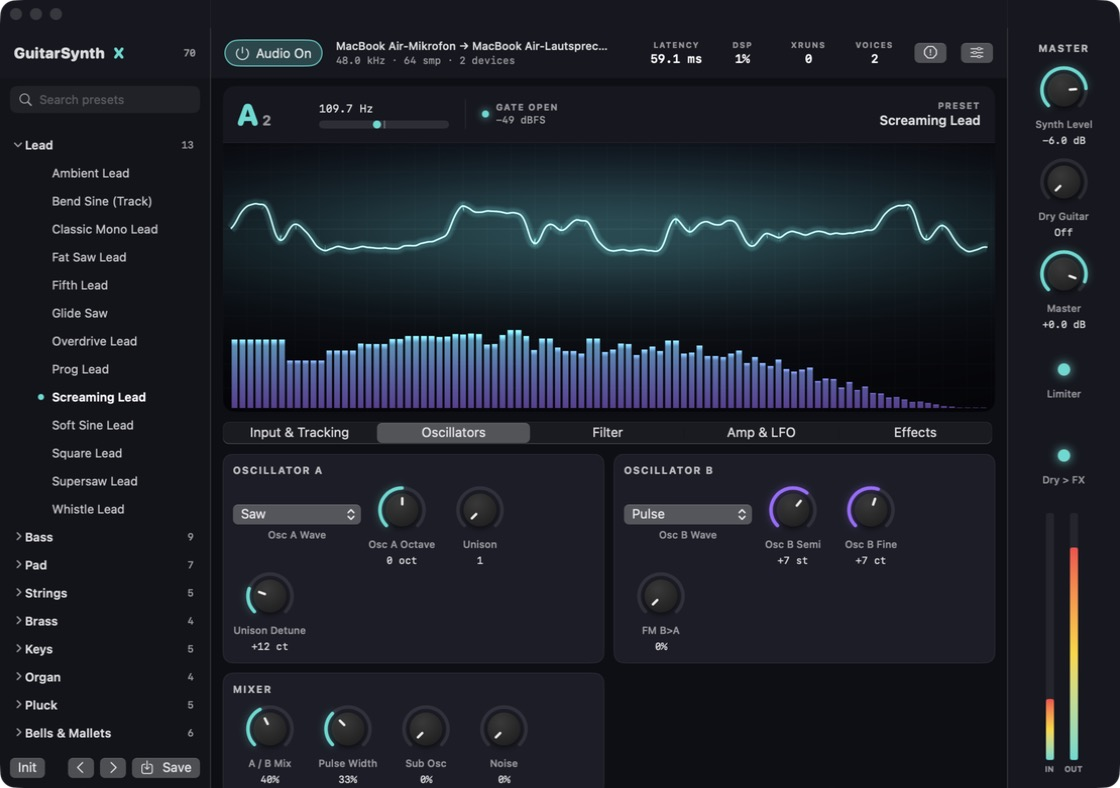 GuitarSynth X 70
Search presets
Lead 13
Ambient Lead
Bend Sine (Track)
Classic Mono Lead
Fat Saw Lead
Fifth Lead
Glide Saw
Overdrive Lead
Prog Lead
Screaming Lead
Soft Sine Lead
Square Lead
Supersaw Lead
Whistle Lead
Bass 9
Pad 7
Strings 5
Brass 4
Keys 5
Organ 4
Pluck 5
Bells & Mallets 6
Init
Save
Audio On
MacBook Air-Mikrofon → MacBook Air-Lautsprec...
48.0 kHz · 64 smp · 2 devices
LATENCY
59.1 ms
DSP
1%
XRUNS
0
VOICES
2
A2
109.7 Hz
GATE OPEN
−49 dBFS
PRESET
Screaming Lead
Input & Tracking
Oscillators
Filter
Amp & LFO
Effects
OSCILLATOR A
Saw
Osc A Wave
Osc A Octave
0 oct
Unison
1
Unison Detune
+12 ct
OSCILLATOR B
Pulse
Osc B Wave
Osc B Semi
+7 st
Osc B Fine
+7 ct
FM B>A
0%
MIXER
A / B Mix
40%
Pulse Width
33%
Sub Osc
0%
Noise
0%
MASTER
Synth Level
−6.0 dB
Dry Guitar
Off
Master
+0.0 dB
Limiter
Dry > FX
IN OUT